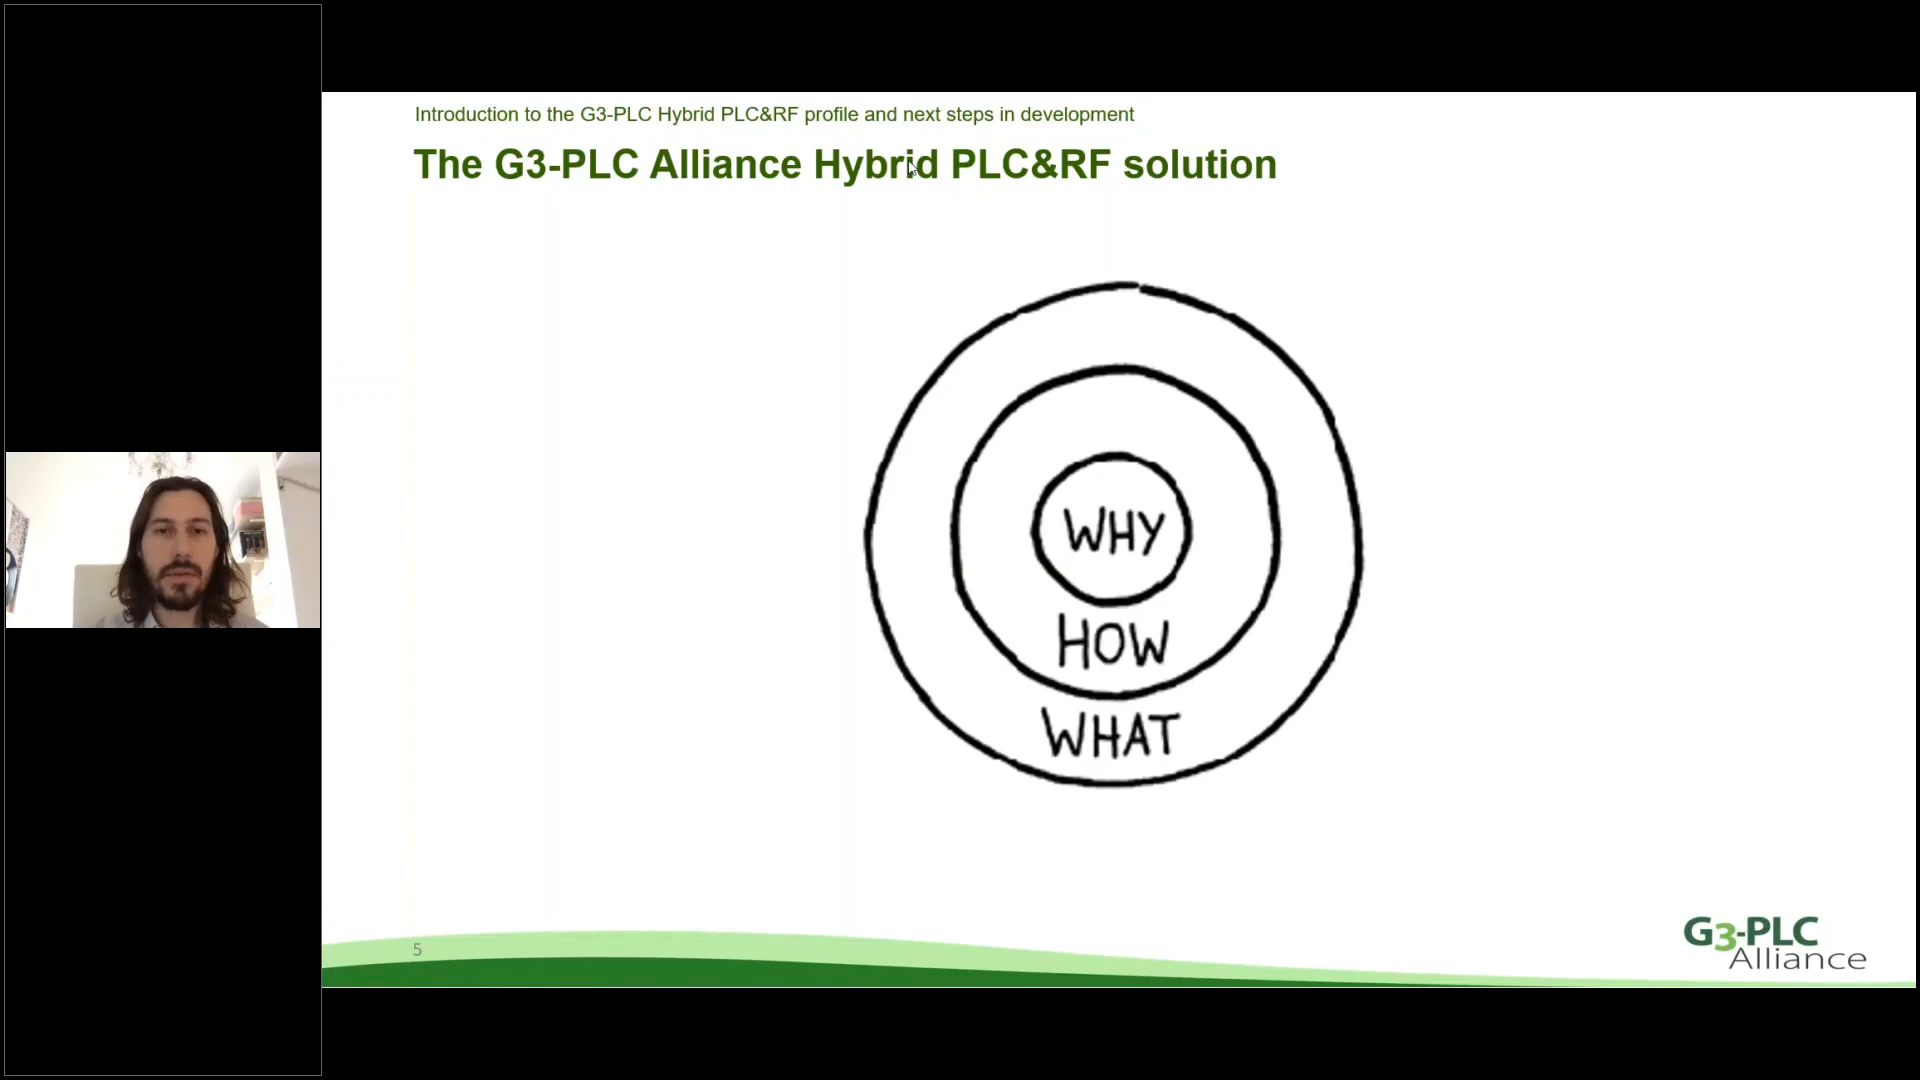 Introduction to the G3-PLC Hybrid PLC&RF profile and next steps in development
The G3-PLC Alliance Hybrid PLC&RF solution
WHY
HOW
WHAT
5
G3-PLC
Alliance